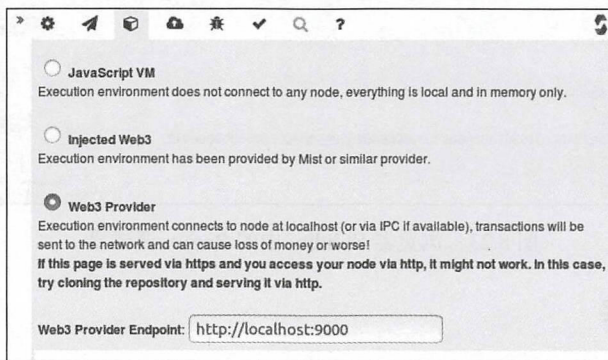 »
?
JavaScript VM
Execution environment does not connect to any node, everything is local and in memory only.
Injected Web3
Execution environment has been provided by Mist or similar provider.
Web3 Provider
Execution environment connects to node at localhost (or via IPC if available), transactions will be
sent to the network and can cause loss of money or worse!
If this page is served via https and you access your node via http, it might not work. In this case,
try cloning the repository and serving it via http.
Web3 Provider Endpoint: http://localhost:9000